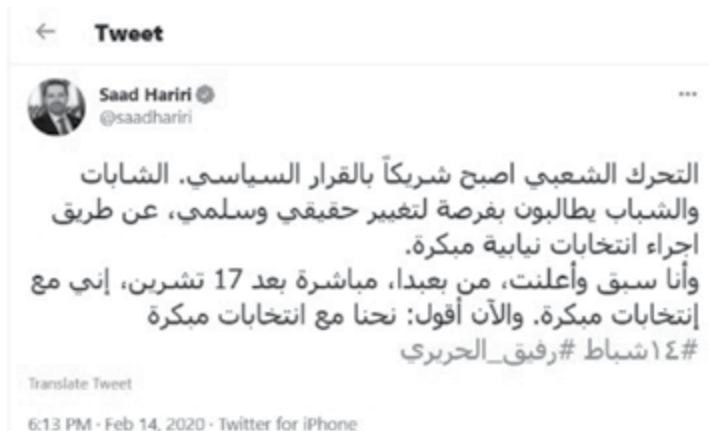 ← Tweet
Saad Hariri
@saadhariri
التحرك الشعبي اصبح شريكاً بالقرار السياسي. الشابات
والشباب يطالبون بفرصة لتغيير حقيقي وسلمي، عن طريق
اجراء انتخابات نيابية مبكرة.
وأنا سبق وأعلنت، من بعبدا، مباشرة بعد 17 تشرين، إني مع
إنتخابات مبكرة. والآن أقول: نحنا مع انتخابات مبكرة
#١٤شباط #رفيق_الحريري
Translate Tweet
6:13 PM · Feb 14, 2020 · Twitter for iPhone